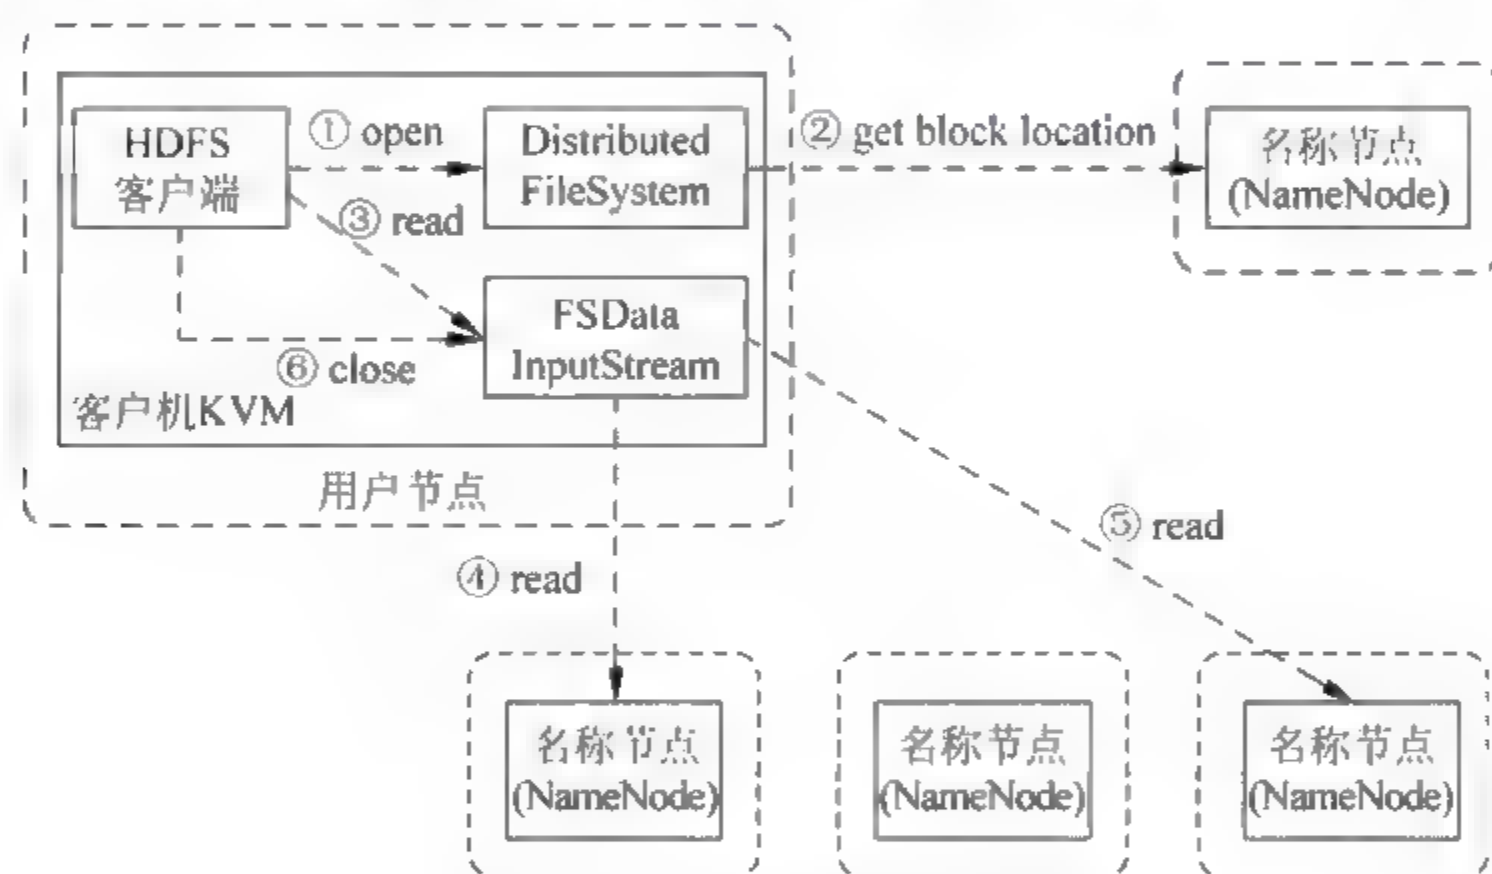 HDFS
客户端
① open
Distributed
FileSystem
② get block location
名称节点
(NameNode)
③ read
FSData
InputStream
⑥ close
客户机KVM
用户节点
⑤ read
④ read
名称节点
(NameNode)
名称节点
(NameNode)
名称节点
(NameNode)